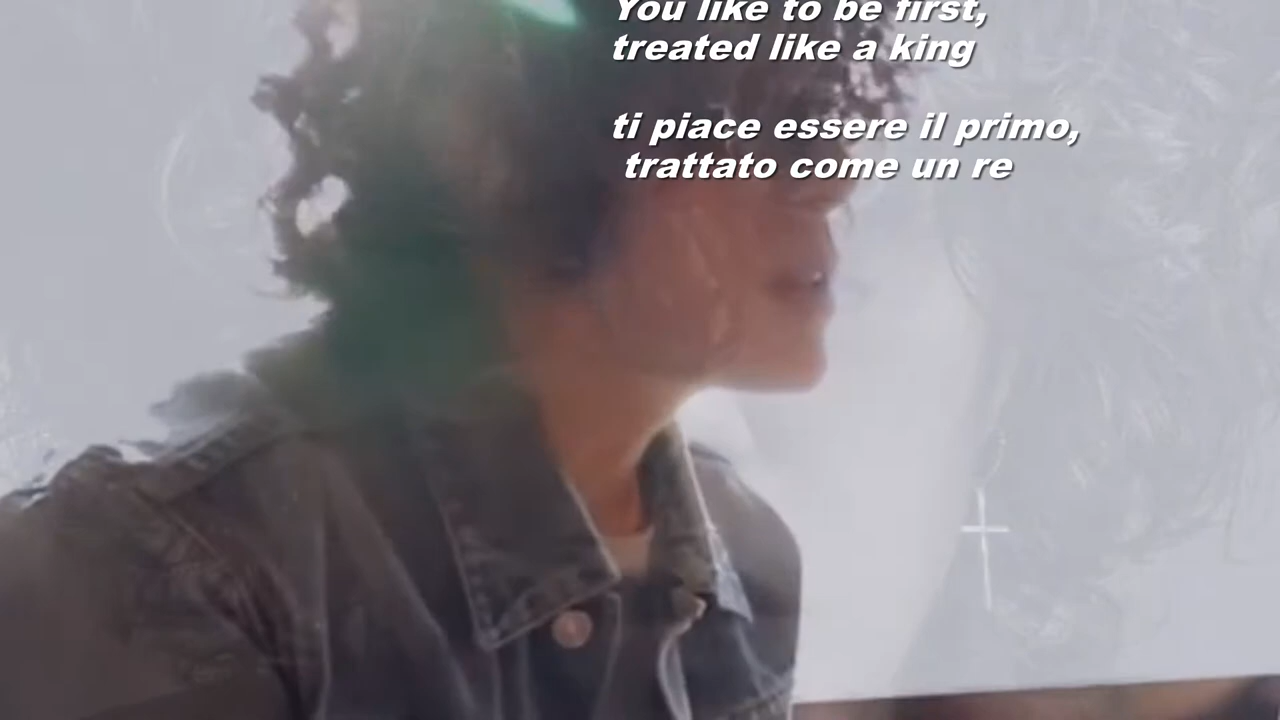 You like to be first,
treated like a king
ti piace essere il primo,
trattato come un re